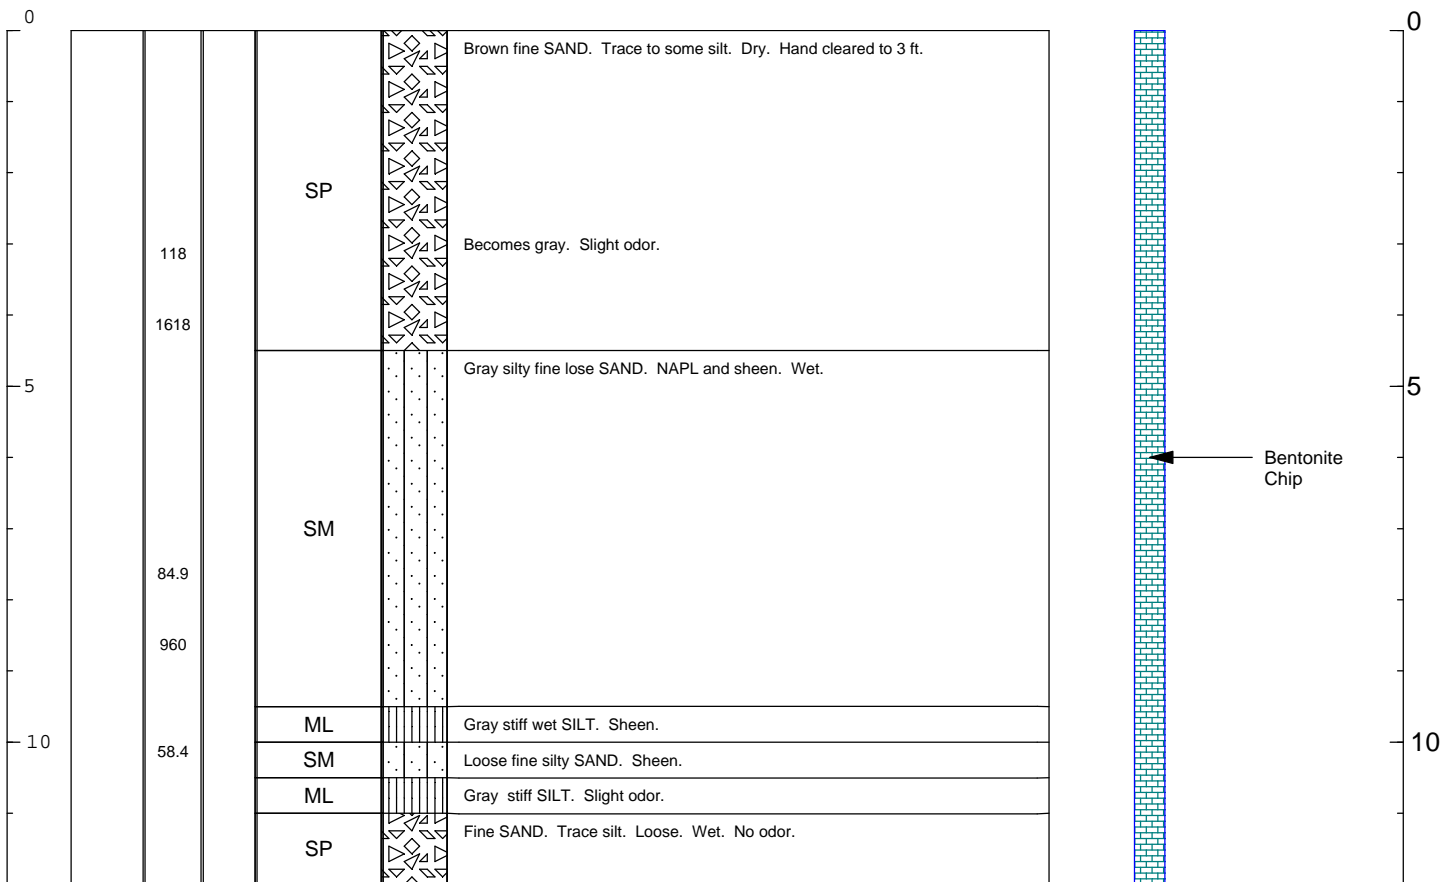 0
0
Brown fine SAND.  Trace to some silt.  Dry.  Hand cleared to 3 ft.
SP
118
Becomes gray.  Slight odor.
1618
Gray silty fine lose SAND.  NAPL and sheen.  Wet.
5
5
Bentonite
Chip
SM
84.9
960
ML
Gray stiff wet SILT.  Sheen.
10
58.4
SM
Loose fine silty SAND.  Sheen.
10
ML
Gray  stiff SILT.  Slight odor.
Fine SAND.  Trace silt.  Loose.  Wet.  No odor.
SP